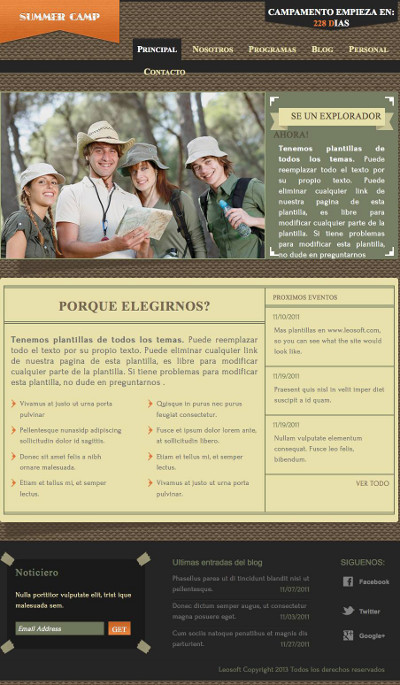 SUMMER CAMP
CAMPAMENTO EMPIEZA EN:
228 DIAS
Principal Nosotros Programas Blog Personal
Contacto
SE UN EXPLORADOR
AHORA!
Tenemos plantillas de
todos los temas. Puede
reemplazar todo el texto por
su propio texto. Puede
eliminar cualquier link de
nuestra pagina de esta
plantilla, es libre para
modificar cualquier parte de la
plantilla. Si tiene problemas
para modificar esta plantilla,
no dude en preguntarnos
PORQUE ELEGIRNOS?
Tenemos plantillas de todos los temas. Puede reemplazar
todo el texto por su propio texto. Puede eliminar cualquier link
de nuestra pagina de esta plantilla, es libre para modificar
cualquier parte de la plantilla. Si tiene problemas para modificar
esta plantilla, no dude en preguntarnos .
Vivamus at justo ut urna porta
pulvinar
Pellentesque nunasidp adipiscing
sollicitudin dolor id sagittis.
Donec sit amet felis a nibh
ornare malesuada.
Etiam et tellus mi, et semper
lectus.
Quisque in purus nec purus
feugiat consectetur.
Fusce et ipsum dolor lorem ante,
at sollicitudin libero.
Etiam et tellus mi, et semper
lectus.
Vivamus at justo ut urna porta
pulvinar.
PROXIMOS EVENTOS
11/10/2011
Mas plantillas en www.leosoft.com,
so you can see what the site would
look like.
11/19/2011
Praesent quis nisl in velit imper diet
suscipit a id quam.
11/19/2011
Nullam vulputate elementum
consequat. Fusce leo felis,
bibendum.
VER TODO
Noticiero
Nulla porttitor vulputate elit, trist ique
malesuada sem.
Email Address GET
Ultimas entradas del blog
Phasellus purus ut di tincidunt blandit nisl ut
pellentesque. 11/07/2011
Donec dictum semper augue, ut consectetur
magna posuere eget. 11/03/2011
Cum sociis natoque penatibus et magnis dis
parturient. 11/27/2011
SIGUENOS:
Facebook
Twitter
Google+
Leosoft Copyright 2013 Todos los derechos reservados